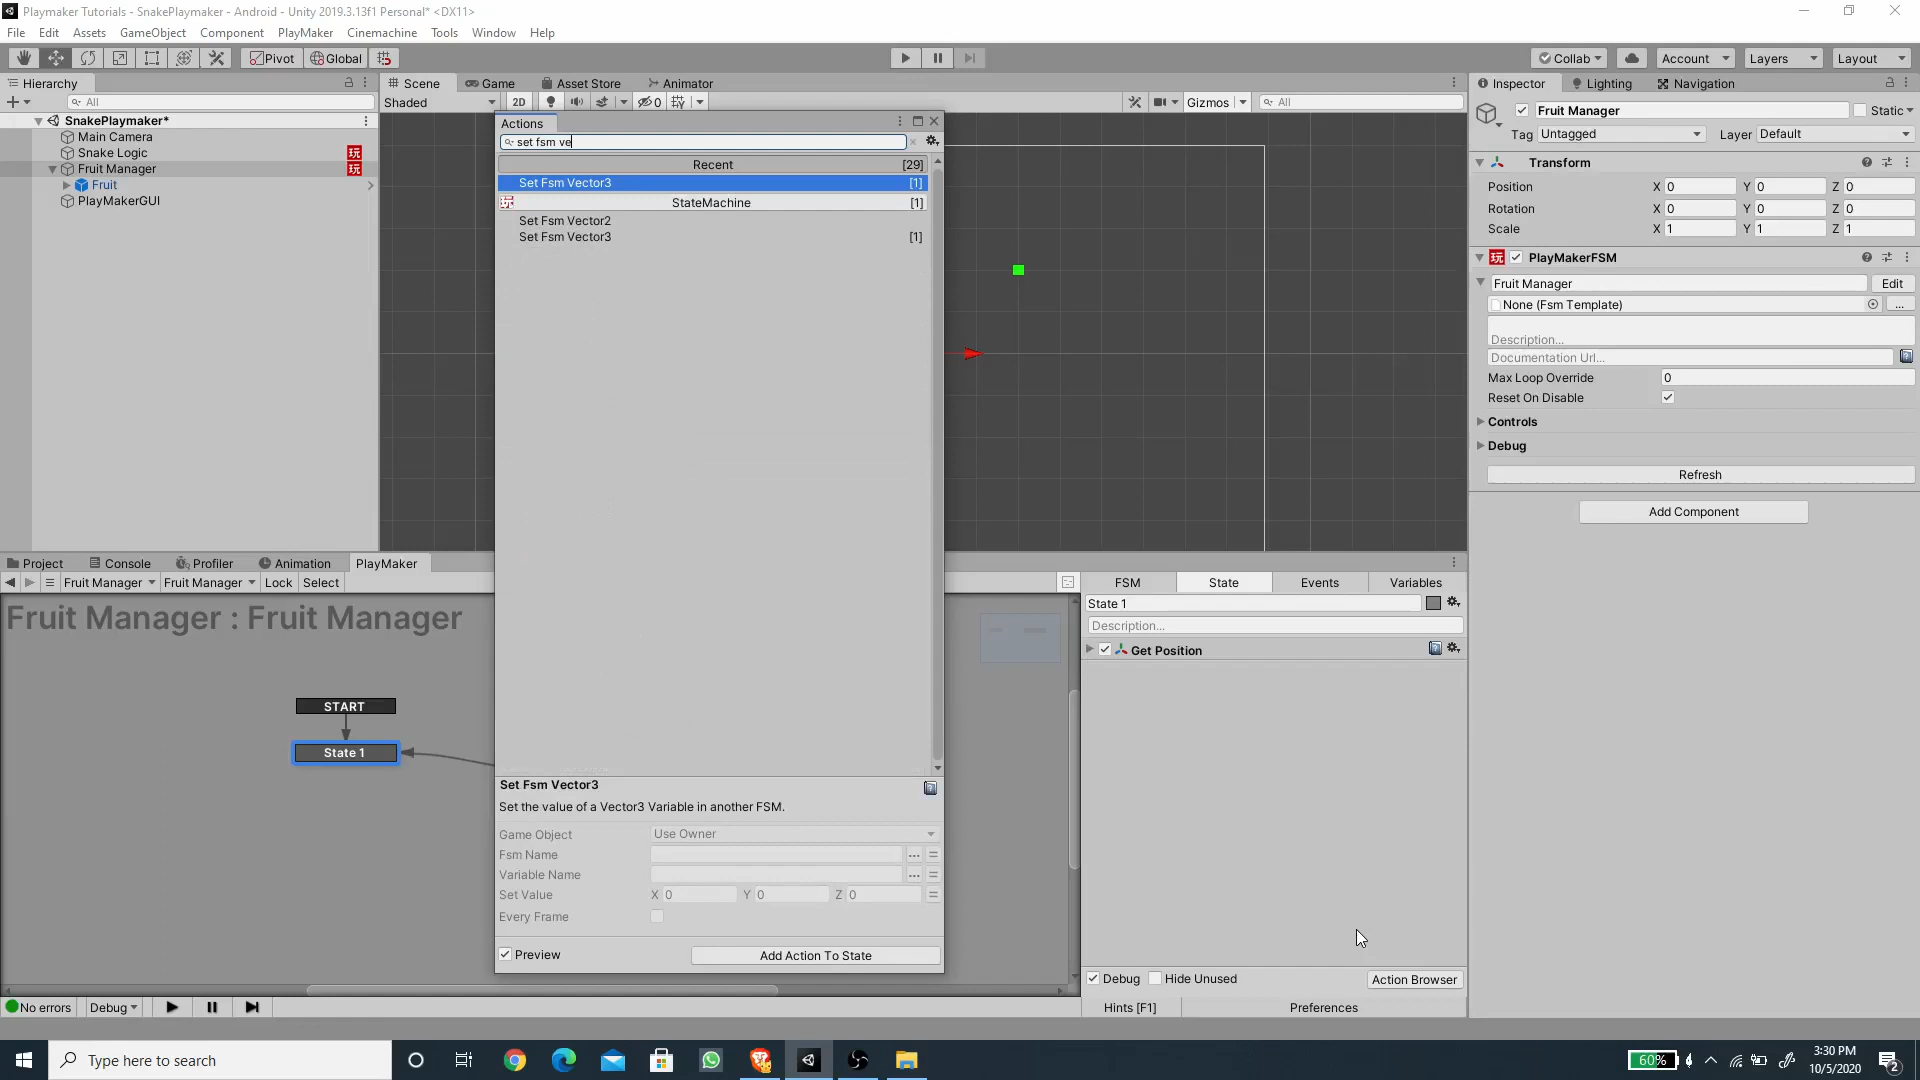 Playmaker Tutorials - SnakePlaymaker - Android - Unity 2019.3.13f1 Personal* <DX11>
File Edit Assets GameObject Component PlayMaker Cinemachine Tools Window Help
Pivot Global Collab Account Layers Layout
Hierarchy
All
SnakePlaymaker*
Main Camera
Snake Logic
Fruit Manager
Fruit
PlayMakerGUI
Scene Game Asset Store Animator
Shaded 2D 0 Gizmos All
Actions
set fsm ve
Recent [29]
Set Fsm Vector3 [1]
StateMachine [1]
Set Fsm Vector2
Set Fsm Vector3 [1]
Set Fsm Vector3
Set the value of a Vector3 Variable in another FSM.
Game Object Use Owner
Fsm Name
Variable Name
Set Value X 0 Y 0 Z 0
Every Frame
Preview Add Action To State
Inspector Lighting Navigation
Fruit Manager Static
Tag Untagged Layer Default
Transform
Position X 0 Y 0 Z 0
Rotation X 0 Y 0 Z 0
Scale X 1 Y 1 Z 1
玩 PlayMakerFSM
Fruit Manager Edit
None (Fsm Template) ...
Description...
Documentation Url...
Max Loop Override 0
Reset On Disable
Controls
Debug
Refresh
Add Component
Project Console Profiler Animation PlayMaker
Fruit Manager Fruit Manager Lock Select
Fruit Manager : Fruit Manager
START
State 1
No errors Debug
FSM State Events Variables
State 1
Description...
Get Position
Debug Hide Unused Action Browser
Hints [F1] Preferences
Type here to search
60%
3:30 PM
10/5/2020
2